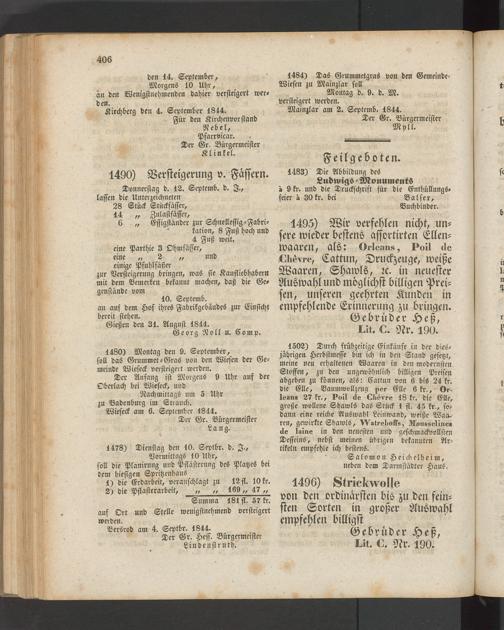 406
den 14. September,
Morgens 10 Uhr,
an den Wenigstnehmenden dahier versteigert wer-
den.
Kirchberg den 4. September 1844.
Für den Kirchenvorstand
Nebel,
Pfarrvicar.
Der Gr. Bürgermeister
Klinkel.
1490) Versteigerung v. Fässern.
Donnerstag d. 12. Septemb. d. J.,
lassen die Unterzeichneten
28 Stück Stückfässer,
14 „ Zulastfässer,
6 „ Essigständer zur Schnellessig-Fabri-
kation, 8 Fuß hoch und
4 Fuß weit.
eine Parthie 3 Ohmfässer,
eine „ 2 „ und
einige Pfuhlfässer
zur Versteigerung bringen, was sie Kaufliebhabern
mit dem Bemerken bekannt machen, daß die Ge-
genstände vom
10. Septemb.
an auf dem Hof ihres Fabrikgebäudes zur Einsicht
bereit stehen.
Gießen den 31. August 1844.
Georg Noll u. Comp.
1480) Montag den 9. September,
soll das Grummet-Gras von den Wiesen der Ge-
meinde Wieseck versteigert werden.
Der Anfang ist Morgens 9 Uhr auf der
Oberlach bei Wieseck, und
Nachmittags um 5 Uhr
zu Badenburg im Strauch.
Wieseck am 6. September 1844.
Der Gr. Bürgermeister
Lang.
1478) Dienstag den 10. Septbr. d. J.,
Vormittags 10 Uhr,
soll die Planirung und Pflästerung des Platzes bei
dem hiesigen Spritzenhaus
1) die Erdarbeit, veranschlagt zu 12 fl. 10 kr.
2) die Pflasterarbeit, „ „ 169 „ 47 „
Summa 181 fl. 57 kr.
auf Ort und Stelle wenigstnehmend versteigert
werden.
Bersrod am 4. Septbr. 1844.
Der Gr. Hess. Bürgermeister
Lindenstruth.
1484) Das Grummetgras von den Gemeinde-
Wiesen zu Mainzlar soll
Montag d. 9. d. M.
versteigert werden.
Mainzlar am 2. Septemb. 1844.
Der Gr. Bürgermeister
Myll.
Feilgeboten.
1483) Die Abbildung des
Ludwigs-Monuments
à 9 kr. und die Druckschrift für die Enthüllungs-
feier à 30 kr. bei Balser,
Buchbinder.
1495) Wir verfehlen nicht, un-
sere wieder bestens assortirten Ellen-
waaren, als: Orleans, Poil de
Chêvre, Cattun, Druckzeuge, weiße
Waaren, Shawls, ꝛc. in neuester
Auswahl und möglichst billigen Prei-
sen, unseren geehrten Kunden in
empfehlende Erinnerung zu bringen.
Gebrüder Heß,
Lit. C. Nr. 190.
1502) Durch frühzeitige Einkäufe in der dies-
jährigen Herbstmesse bin ich in den Stand gesetzt,
meine neu erhaltenen Waaren in den modernsten
Stoffen, zu den ungewöhnlich billigen Preisen
abgeben zu können, als: Cattun von 6 bis 24 kr.
die Elle, Baumwollzeug per Elle 6 kr., Or-
leans 27 kr., Poil de Chêvre 18 kr. die Elle,
große wollene Shawls das Stück 1 fl. 45 kr., so
dann eine reiche Auswahl Leinwand, weiße Waa-
ren, gewirkte Shawls, Waterhoffs, Mousselines
de laine in den neuesten und geschmackvollsten
Dessins, nebst meinen übrigen bekannten Ar-
tikeln empfehle ich bestens.
Salomon Heichelheim,
neben dem Darmstädter Haus.
1496) Strickwolle
von den ordinärsten bis zu den fein-
sten Sorten in großer Auswahl
empfehlen billigst
Gebrüder Heß,
Lit. C. Nr. 190.